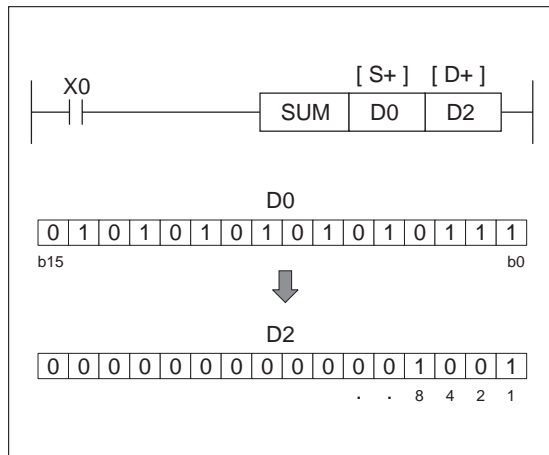 [ S+ ] [ D+ ]
X0
SUM D0 D2
D0
0 1 0 1 0 1 0 1 0 1 0 1 0 1 1 1
b15 b0
D2
0 0 0 0 0 0 0 0 0 0 0 0 1 0 0 1
. . 8 4 2 1